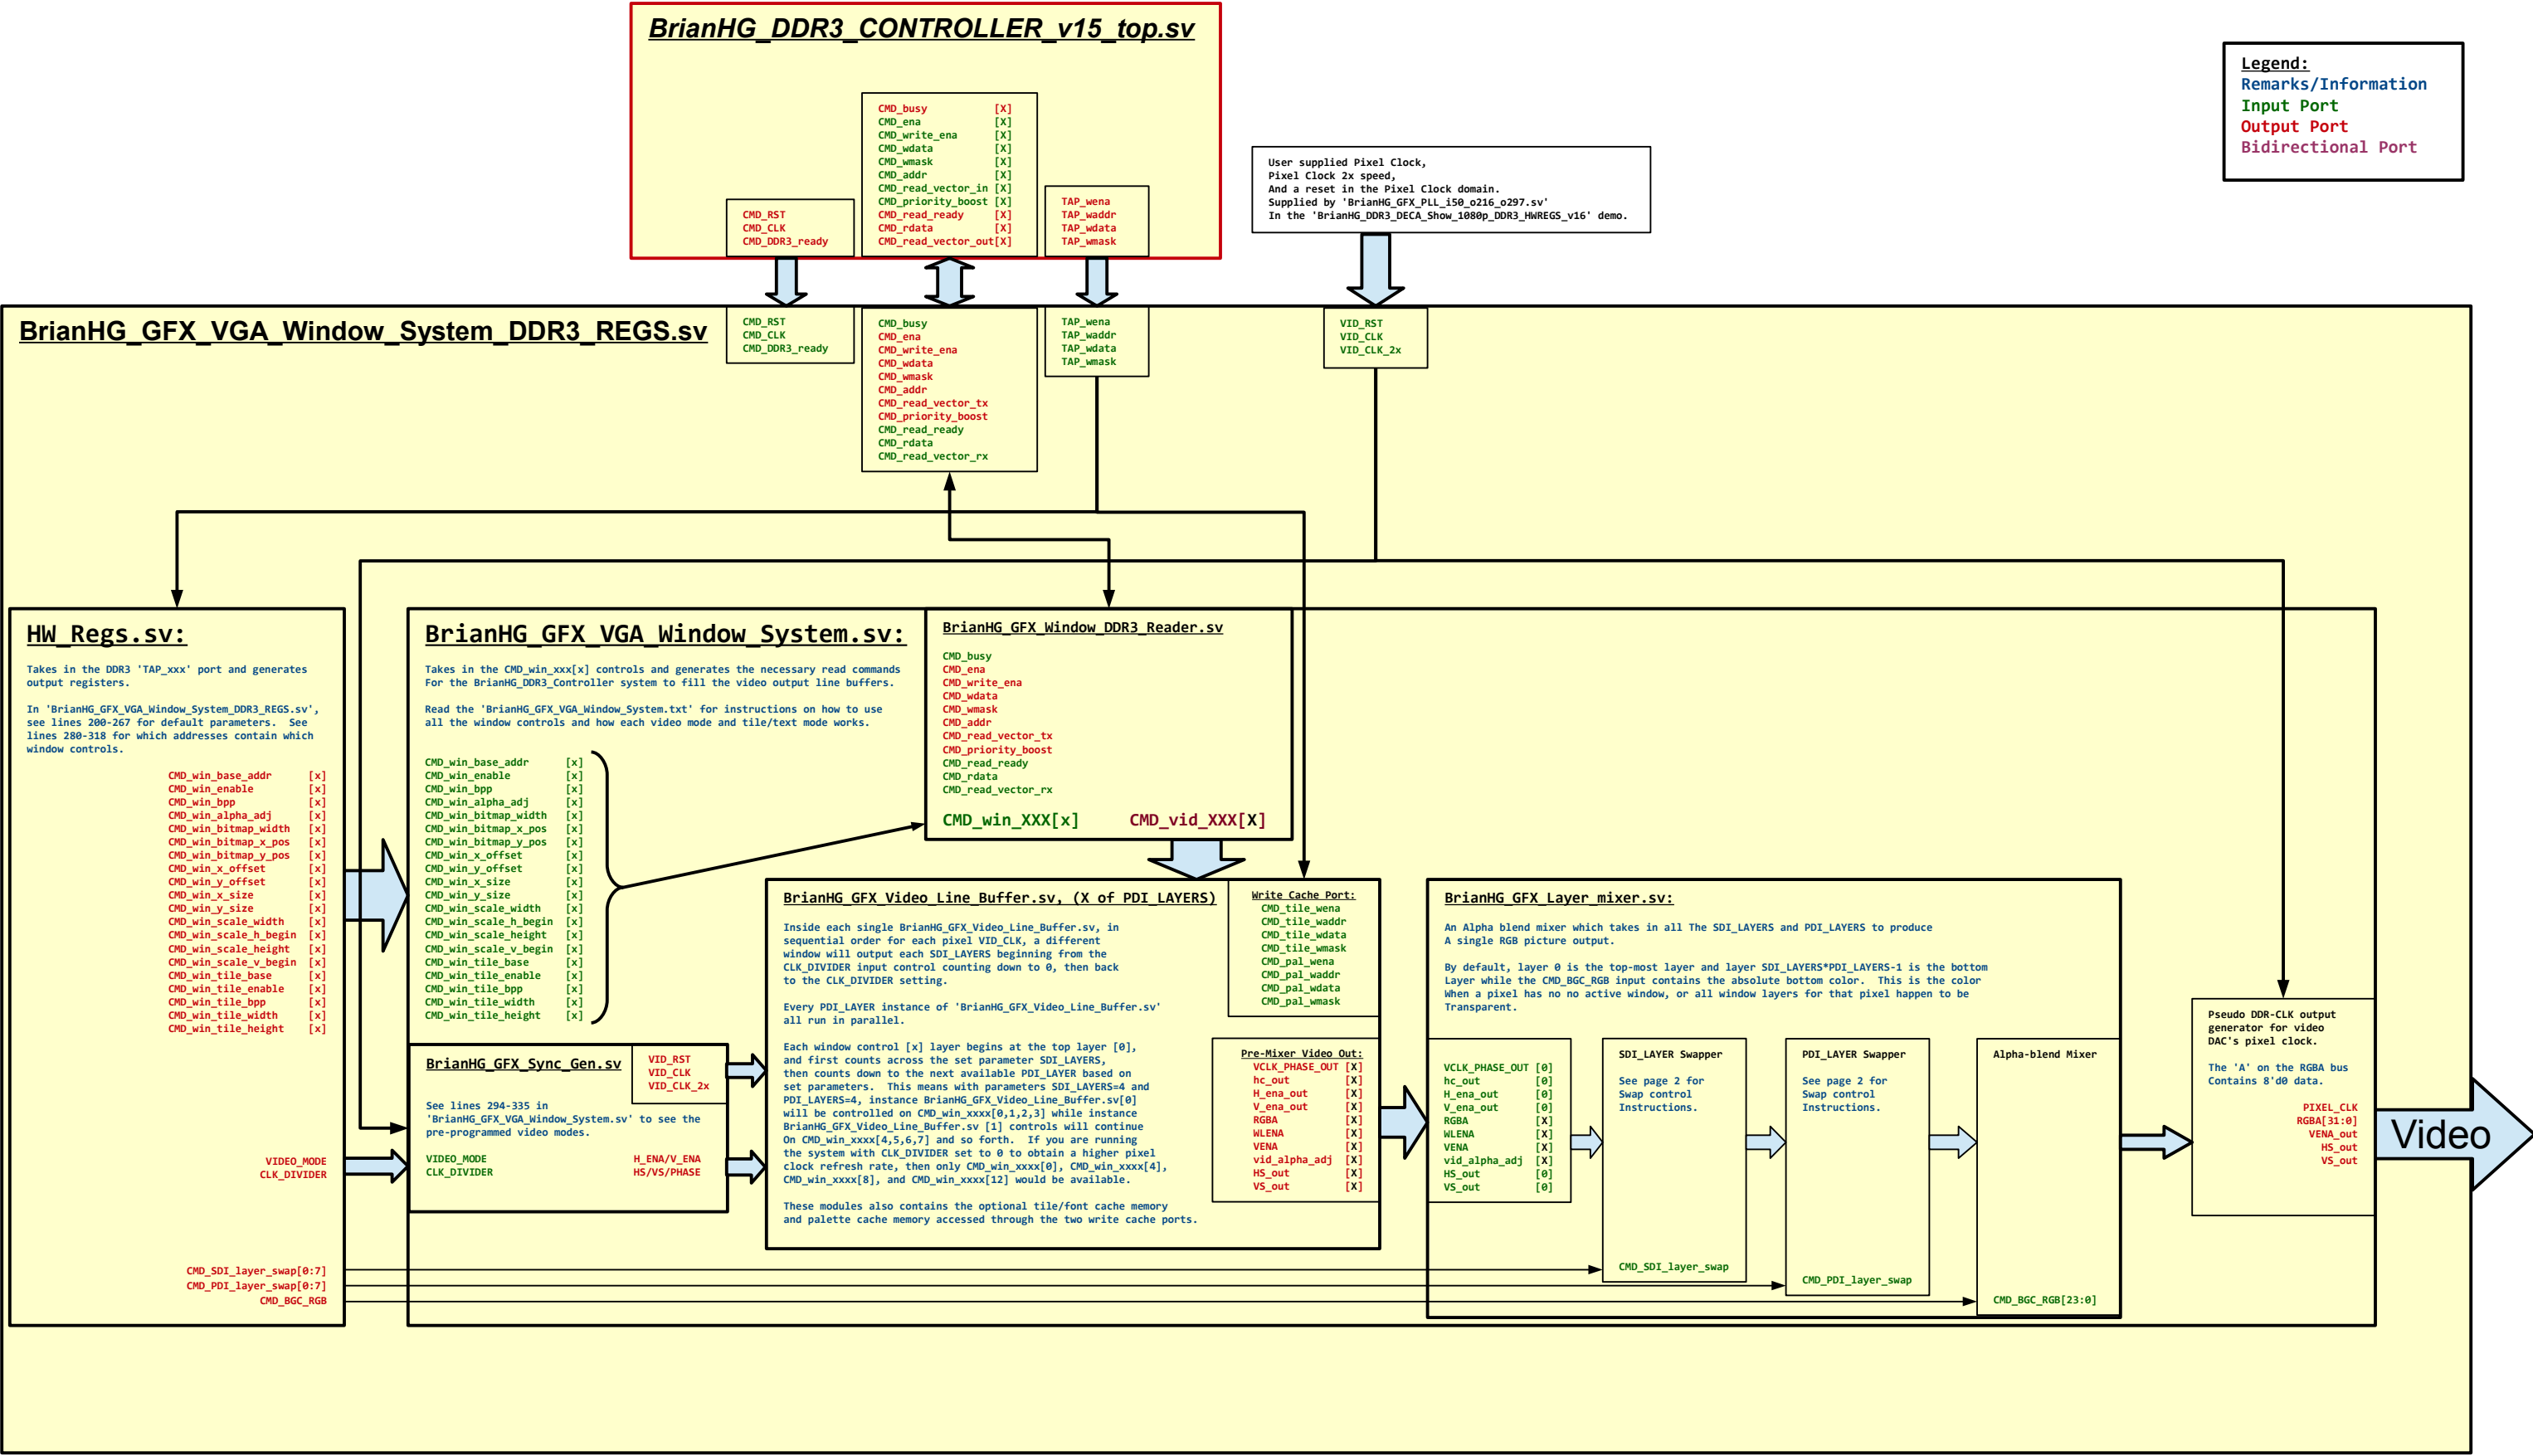 BrianHG_DDR3_CONTROLLER_v15_top.sv
CMD_RST
CMD_CLK
CMD_DDR3_ready
CMD_busy [X]
CMD_ena [X]
CMD_write_ena [X]
CMD_wdata [X]
CMD_wmask [X]
CMD_addr [X]
CMD_read_vector_in [X]
CMD_priority_boost [X]
CMD_read_ready [X]
CMD_rdata [X]
CMD_read_vector_out[X]
TAP_wena
TAP_waddr
TAP_wdata
TAP_wmask
User supplied Pixel Clock,
Pixel Clock 2x speed,
And a reset in the Pixel Clock domain.
Supplied by 'BrianHG_GFX_PLL_i50_o216_o297.sv'
In the 'BrianHG_DDR3_DECA_Show_1080p_DDR3_HWREGS_v16' demo.
Legend:
Remarks/Information
Input Port
Output Port
Bidirectional Port
BrianHG_GFX_VGA_Window_System_DDR3_REGS.sv
CMD_RST
CMD_CLK
CMD_DDR3_ready
CMD_busy
CMD_ena
CMD_write_ena
CMD_wdata
CMD_wmask
CMD_addr
CMD_read_vector_tx
CMD_priority_boost
CMD_read_ready
CMD_rdata
CMD_read_vector_rx
TAP_wena
TAP_waddr
TAP_wdata
TAP_wmask
VID_RST
VID_CLK
VID_CLK_2x
HW_Regs.sv:
Takes in the DDR3 'TAP_xxx' port and generates
output registers.
In 'BrianHG_GFX_VGA_Window_System_DDR3_REGS.sv',
see lines 200-267 for default parameters.  See
lines 280-318 for which addresses contain which
window controls.
CMD_win_base_addr [x]
CMD_win_enable [x]
CMD_win_bpp [x]
CMD_win_alpha_adj [x]
CMD_win_bitmap_width [x]
CMD_win_bitmap_x_pos [x]
CMD_win_bitmap_y_pos [x]
CMD_win_x_offset [x]
CMD_win_y_offset [x]
CMD_win_x_size [x]
CMD_win_y_size [x]
CMD_win_scale_width [x]
CMD_win_scale_h_begin [x]
CMD_win_scale_height [x]
CMD_win_scale_v_begin [x]
CMD_win_tile_base [x]
CMD_win_tile_enable [x]
CMD_win_tile_bpp [x]
CMD_win_tile_width [x]
CMD_win_tile_height [x]
VIDEO_MODE
CLK_DIVIDER
CMD_SDI_layer_swap[0:7]
CMD_PDI_layer_swap[0:7]
CMD_BGC_RGB
BrianHG_GFX_VGA_Window_System.sv:
Takes in the CMD_win_xxx[x] controls and generates the necessary read commands
For the BrianHG_DDR3_Controller system to fill the video output line buffers.
Read the 'BrianHG_GFX_VGA_Window_System.txt' for instructions on how to use
all the window controls and how each video mode and tile/text mode works.
CMD_win_base_addr [x]
CMD_win_enable [x]
CMD_win_bpp [x]
CMD_win_alpha_adj [x]
CMD_win_bitmap_width [x]
CMD_win_bitmap_x_pos [x]
CMD_win_bitmap_y_pos [x]
CMD_win_x_offset [x]
CMD_win_y_offset [x]
CMD_win_x_size [x]
CMD_win_y_size [x]
CMD_win_scale_width [x]
CMD_win_scale_h_begin [x]
CMD_win_scale_height [x]
CMD_win_scale_v_begin [x]
CMD_win_tile_base [x]
CMD_win_tile_enable [x]
CMD_win_tile_bpp [x]
CMD_win_tile_width [x]
CMD_win_tile_height [x]
BrianHG_GFX_Window_DDR3_Reader.sv
CMD_busy
CMD_ena
CMD_write_ena
CMD_wdata
CMD_wmask
CMD_addr
CMD_read_vector_tx
CMD_priority_boost
CMD_read_ready
CMD_rdata
CMD_read_vector_rx
CMD_win_XXX[x] CMD_vid_XXX[X]
BrianHG_GFX_Sync_Gen.sv
VID_RST
VID_CLK
VID_CLK_2x
See lines 294-335 in
'BrianHG_GFX_VGA_Window_System.sv' to see the
pre-programmed video modes.
VIDEO_MODE H_ENA/V_ENA
CLK_DIVIDER HS/VS/PHASE
BrianHG_GFX_Video_Line_Buffer.sv, (X of PDI_LAYERS)
Inside each single BrianHG_GFX_Video_Line_Buffer.sv, in
sequential order for each pixel VID_CLK, a different
window will output each SDI_LAYERS beginning from the
CLK_DIVIDER input control counting down to 0, then back
to the CLK_DIVIDER setting.
Every PDI_LAYER instance of 'BrianHG_GFX_Video_Line_Buffer.sv'
all run in parallel.
Each window control [x] layer begins at the top layer [0],
and first counts across the set parameter SDI_LAYERS,
then counts down to the next available PDI_LAYER based on
set parameters.  This means with parameters SDI_LAYERS=4 and
PDI_LAYERS=4, instance BrianHG_GFX_Video_Line_Buffer.sv[0]
will be controlled on CMD_win_xxxx[0,1,2,3] while instance
BrianHG_GFX_Video_Line_Buffer.sv [1] controls will continue
On CMD_win_xxxx[4,5,6,7] and so forth.  If you are running
the system with CLK_DIVIDER set to 0 to obtain a higher pixel
clock refresh rate, then only CMD_win_xxxx[0], CMD_win_xxxx[4],
CMD_win_xxxx[8], and CMD_win_xxxx[12] would be available.
These modules also contains the optional tile/font cache memory
and palette cache memory accessed through the two write cache ports.
Write Cache Port:
CMD_tile_wena
CMD_tile_waddr
CMD_tile_wdata
CMD_tile_wmask
CMD_pal_wena
CMD_pal_waddr
CMD_pal_wdata
CMD_pal_wmask
Pre-Mixer Video Out:
VCLK_PHASE_OUT [X]
hc_out [X]
H_ena_out [X]
V_ena_out [X]
RGBA [X]
WLENA [X]
VENA [X]
vid_alpha_adj [X]
HS_out [X]
VS_out [X]
BrianHG_GFX_Layer_mixer.sv:
An Alpha blend mixer which takes in all The SDI_LAYERS and PDI_LAYERS to produce
A single RGB picture output.
By default, layer 0 is the top-most layer and layer SDI_LAYERS*PDI_LAYERS-1 is the bottom
Layer while the CMD_BGC_RGB input contains the absolute bottom color.  This is the color
When a pixel has no no active window, or all window layers for that pixel happen to be
Transparent.
VCLK_PHASE_OUT [0]
hc_out [0]
H_ena_out [0]
V_ena_out [0]
RGBA [X]
WLENA [X]
VENA [X]
vid_alpha_adj [X]
HS_out [0]
VS_out [0]
SDI_LAYER Swapper
See page 2 for
Swap control
Instructions.
CMD_SDI_layer_swap
PDI_LAYER Swapper
See page 2 for
Swap control
Instructions.
CMD_PDI_layer_swap
Alpha-blend Mixer
CMD_BGC_RGB[23:0]
Pseudo DDR-CLK output
generator for video
DAC's pixel clock.
The 'A' on the RGBA bus
Contains 8'd0 data.
PIXEL_CLK
RGBA[31:0]
VENA_out
HS_out
VS_out
Video